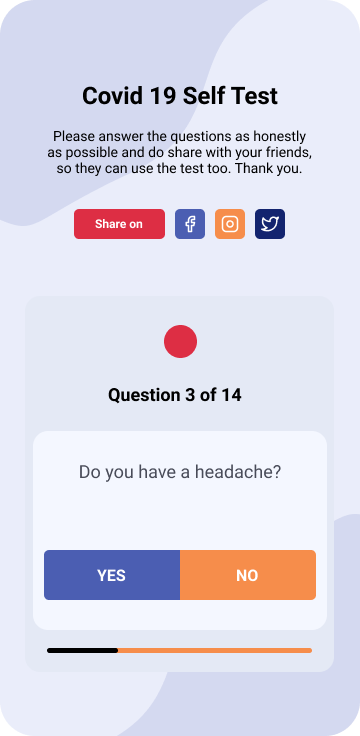 Covid 19 Self Test
Please answer the questions as honestly
as possible and do share with your friends,
so they can use the test too. Thank you.
Share on
Question 3 of 14
Do you have a headache?
YES NO